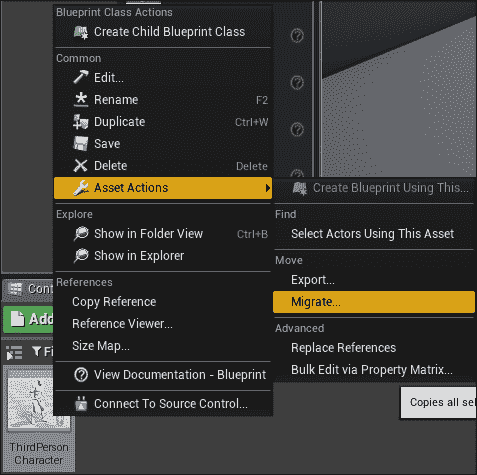 Blueprint Class Actions
Create Child Blueprint Class
Common
Edit...
Rename F2
Duplicate Ctrl+W
Save
Delete Delete
Asset Actions
Create Blueprint Using This...
Find
Select Actors Using This Asset
Explore
Show in Folder View Ctrl+B
Show in Explorer
Move
Export...
Migrate...
References
Copy Reference
Reference Viewer...
Size Map...
Advanced
Replace References
Bulk Edit via Property Matrix...
View Documentation - Blueprint
Connect To Source Control...
Copies all sel
Cont
Add
Fi
ThirdPerson
Character